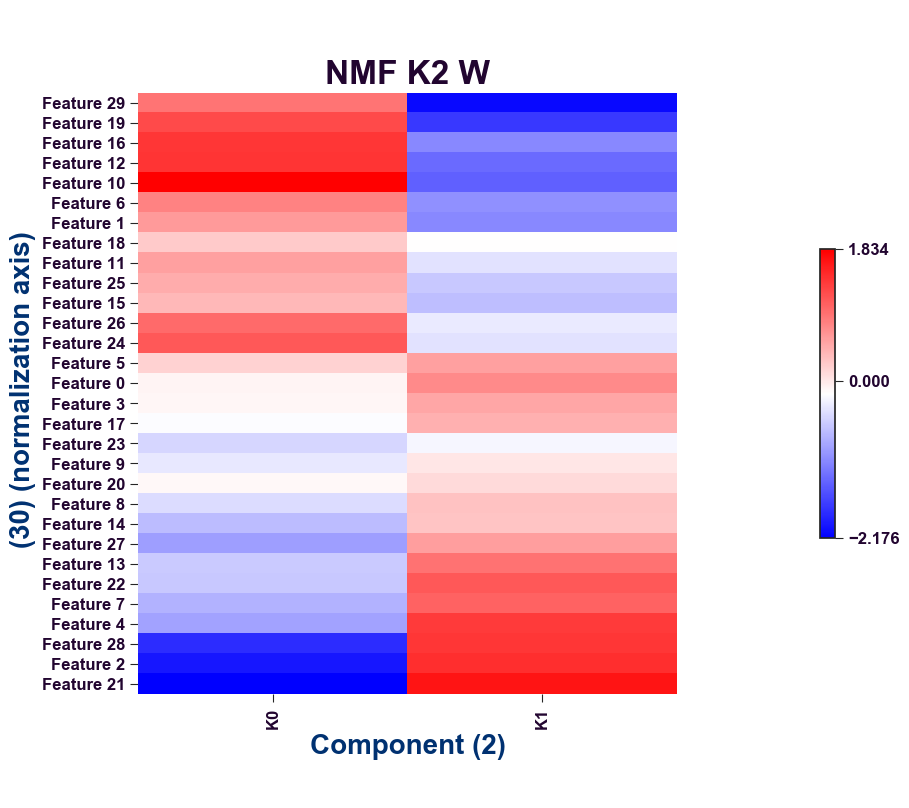 NMF K2 W
(30) (normalization axis)
Feature 29
Feature 19
Feature 16
Feature 12
Feature 10
Feature 6
Feature 1
Feature 18
Feature 11
Feature 25
Feature 15
Feature 26
Feature 24
Feature 5
Feature 0
Feature 3
Feature 17
Feature 23
Feature 9
Feature 20
Feature 8
Feature 14
Feature 27
Feature 13
Feature 22
Feature 7
Feature 4
Feature 28
Feature 2
Feature 21
K0
K1
Component (2)
1.834
0.000
−2.176